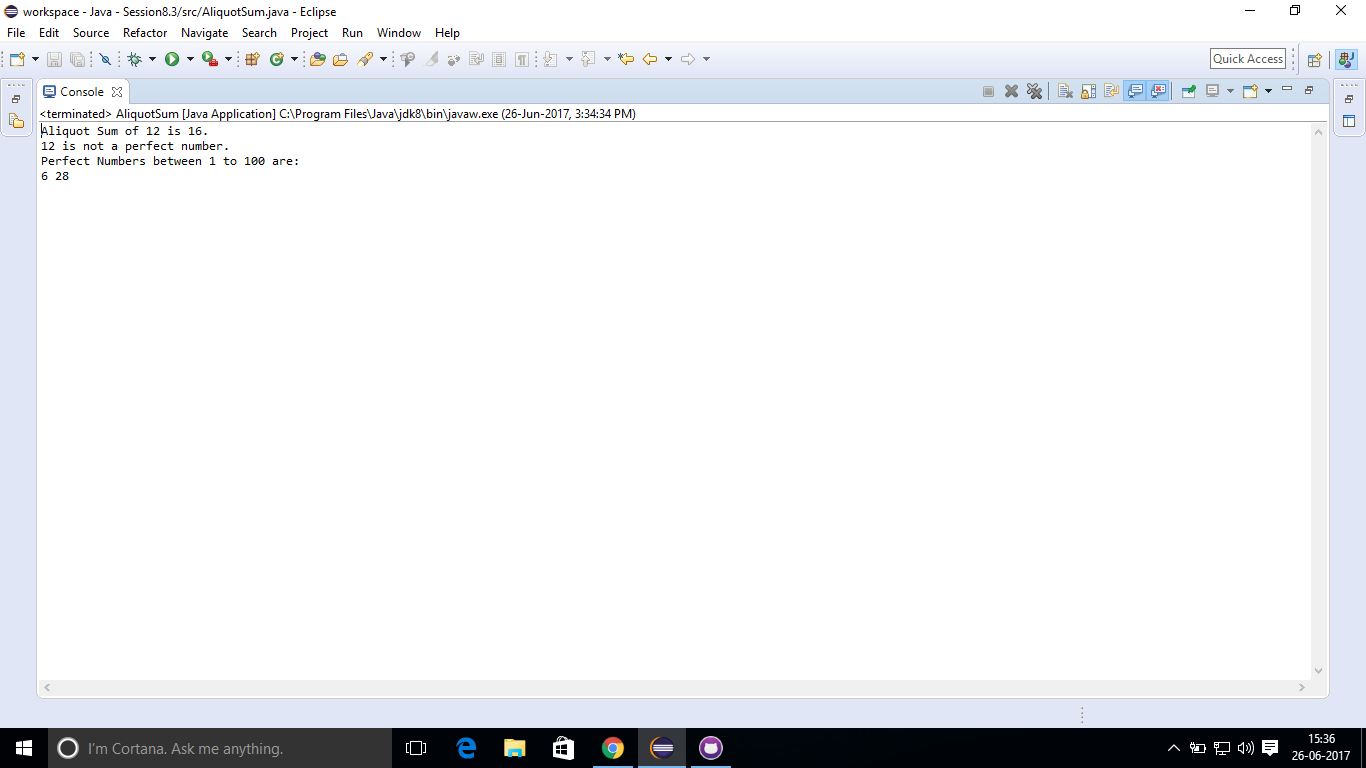 workspace - Java - Session8.3/src/AliquotSum.java - Eclipse
File Edit Source Refactor Navigate Search Project Run Window Help
Quick Access
Console
<terminated> AliquotSum [Java Application] C:\Program Files\Java\jdk8\bin\javaw.exe (26-Jun-2017, 3:34:34 PM)
Aliquot Sum of 12 is 16.
12 is not a perfect number.
Perfect Numbers between 1 to 100 are:
6 28
I'm Cortana. Ask me anything.
15:36
26-06-2017